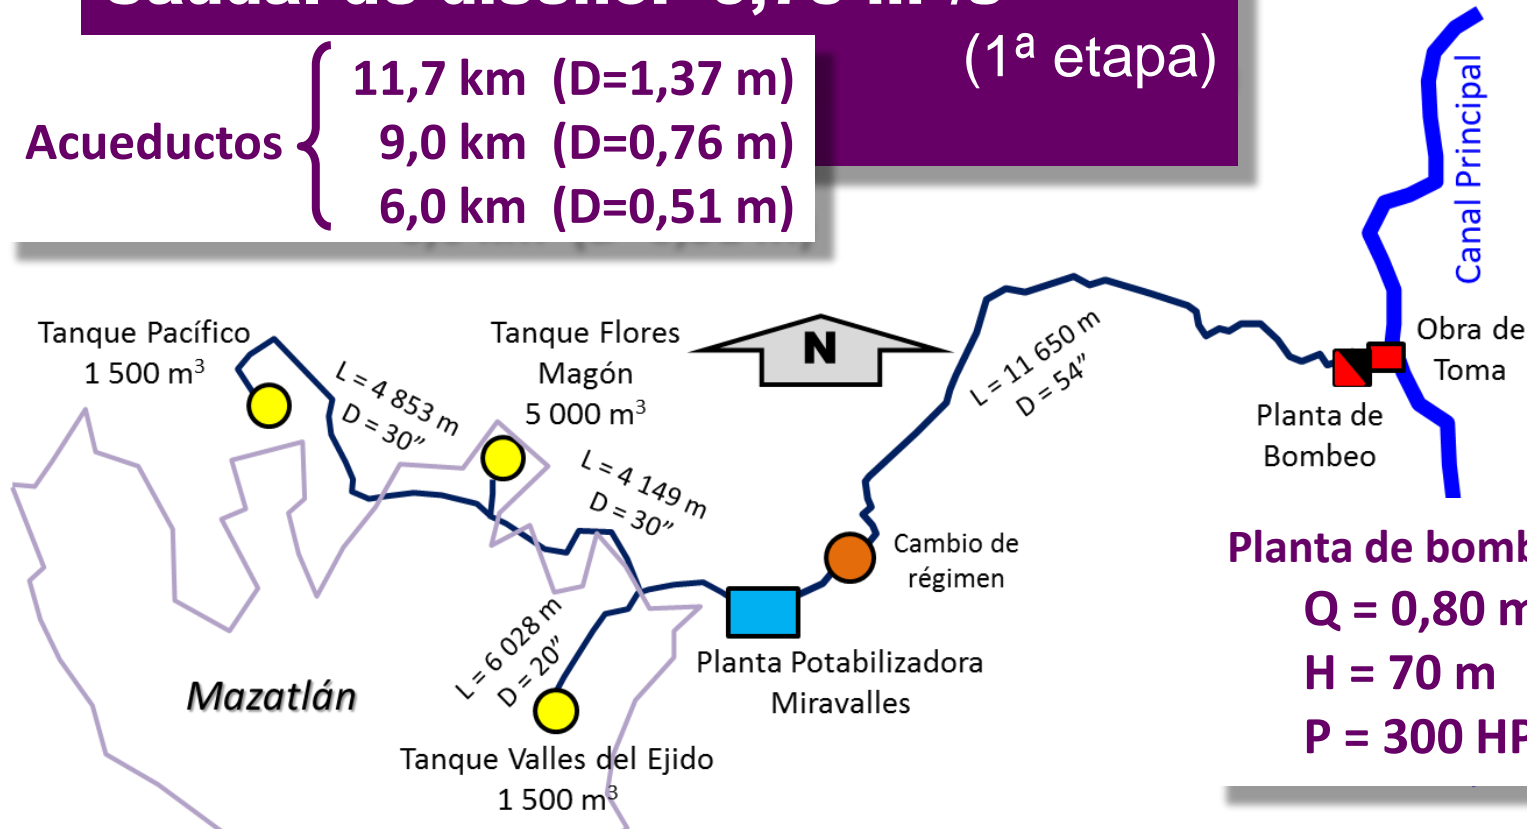 (1ª etapa)
11,7 km (D=1,37 m)
Acueductos
9,0 km (D=0,76 m)
6,0 km (D=0,51 m)
Canal Principal
Tanque Pacífico
1 500 m³
Tanque Flores
Magón
5 000 m³
N
L = 4 853 m
D = 30”
L = 4 149 m
D = 30”
L = 11 650 m
D = 54”
Obra de
Toma
Planta de
Bombeo
Cambio de
régimen
L = 6 028 m
D = 20”
Planta Potabilizadora
Miravalles
Mazatlán
Tanque Valles del Ejido
1 500 m³
Planta de
Q = 0,80
H = 70 m
P = 300 HP